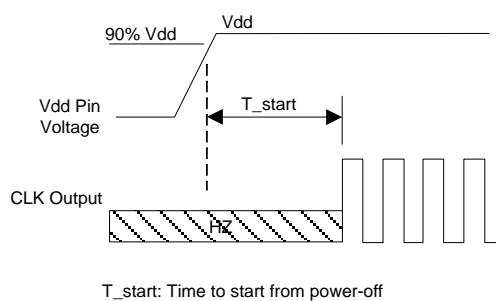 Vdd
90% Vdd
T_start
Vdd Pin
Voltage
CLK Output
HZ
T_start: Time to start from power-off